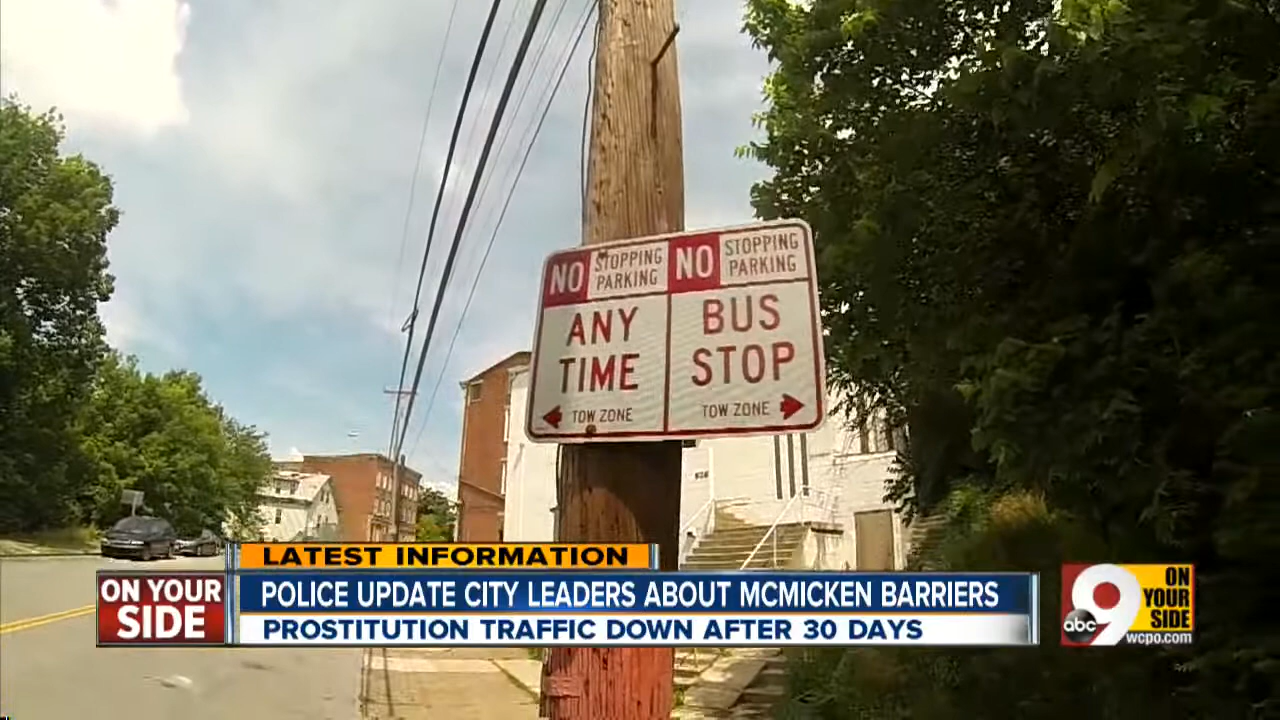 NO STOPPING PARKING NO STOPPING PARKING
ANY TIME
BUS STOP
TOW ZONE
TOW ZONE
LATEST INFORMATION
ON YOUR SIDE
POLICE UPDATE CITY LEADERS ABOUT MCMICKEN BARRIERS
PROSTITUTION TRAFFIC DOWN AFTER 30 DAYS
abc 9 ON YOUR SIDE
wcpo.com